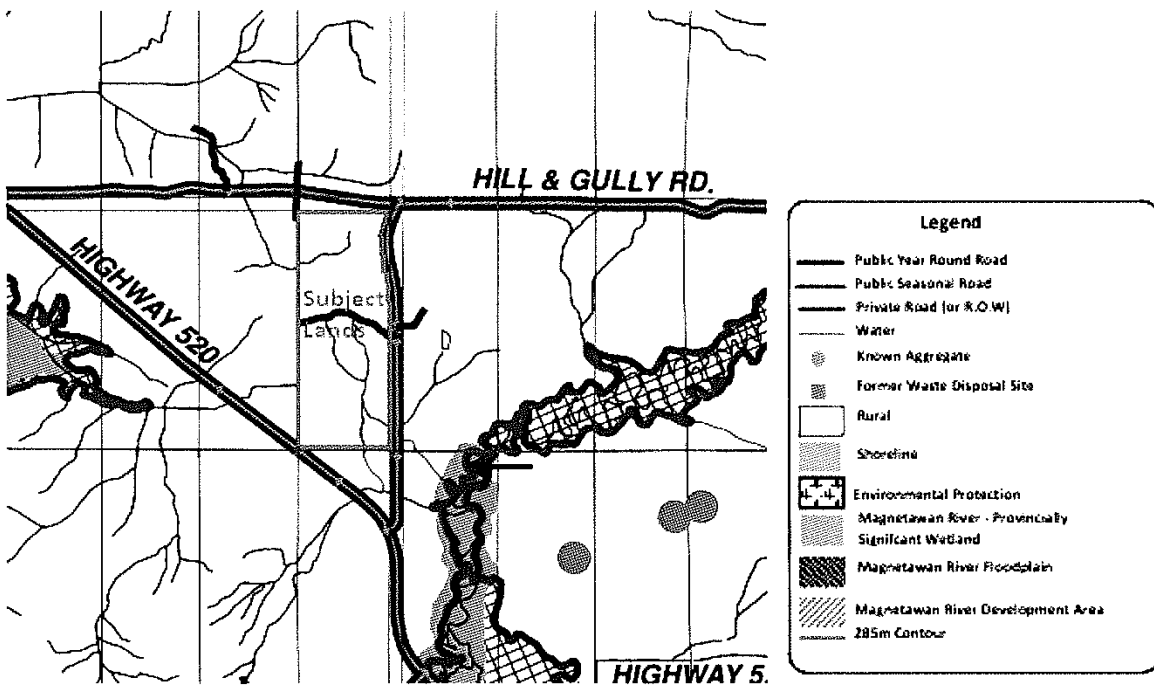 HILL & GULLY RD.
HIGHWAY 520
Subject
Lands
D
HIGHWAY 5
Legend
Public Year Round Road
Public Seasonal Road
Private Road (or R.O.W)
Water
Known Aggregate
Former Waste Disposal Site
Rural
Shoreline
Environmental Protection
Magnetawan River - Provincially
Signifcant Wetland
Magnetawan River Floodplain
Magnetawan River Development Area
285m Contour